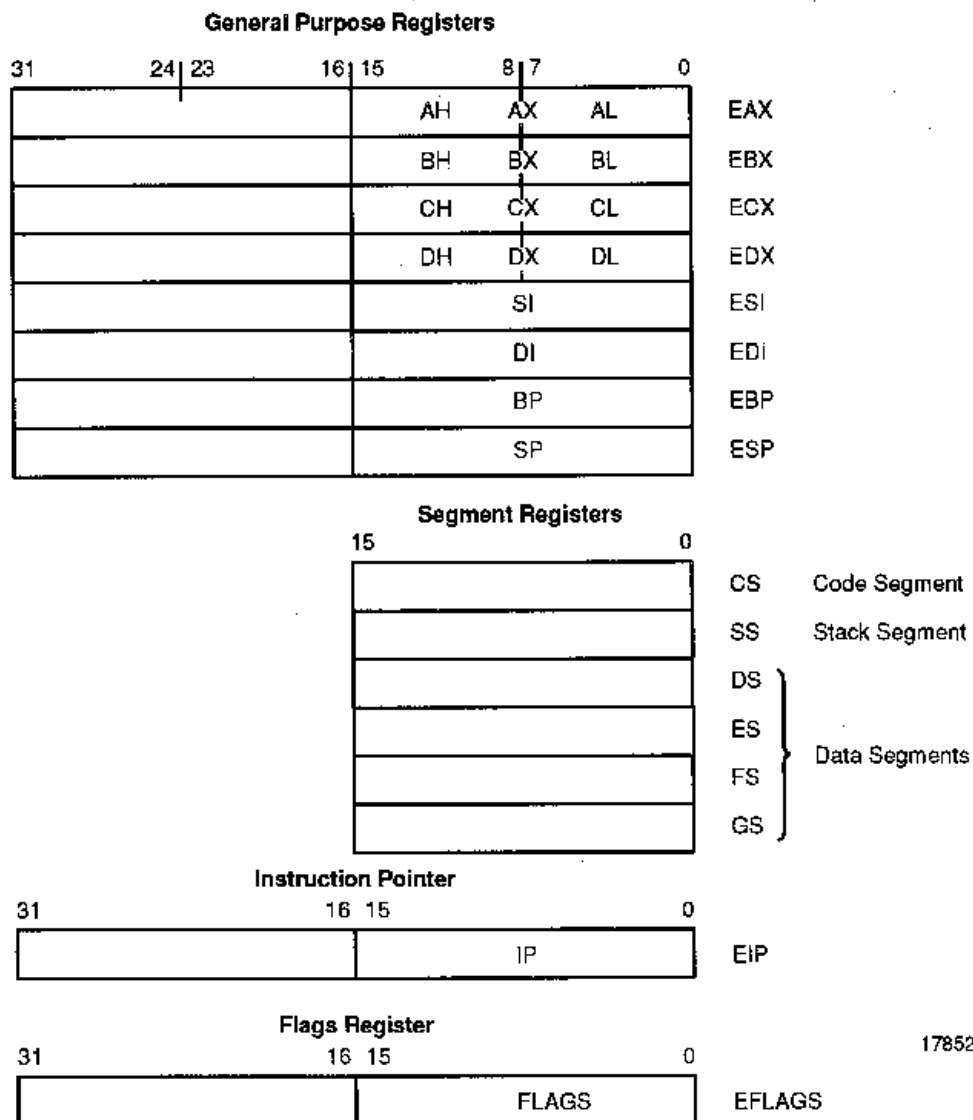 General Purpose Registers
31 24 23 16 15 8 7 0
AH AX AL EAX
BH BX BL EBX
CH CX CL ECX
DH DX DL EDX
SI ESI
DI EDI
BP EBP
SP ESP
Segment Registers
15 0
CS Code Segment
SS Stack Segment
DS
ES
Data Segments
FS
GS
Instruction Pointer
31 16 15 0
IP EIP
Flags Register
17852
31 16 15 0
FLAGS EFLAGS